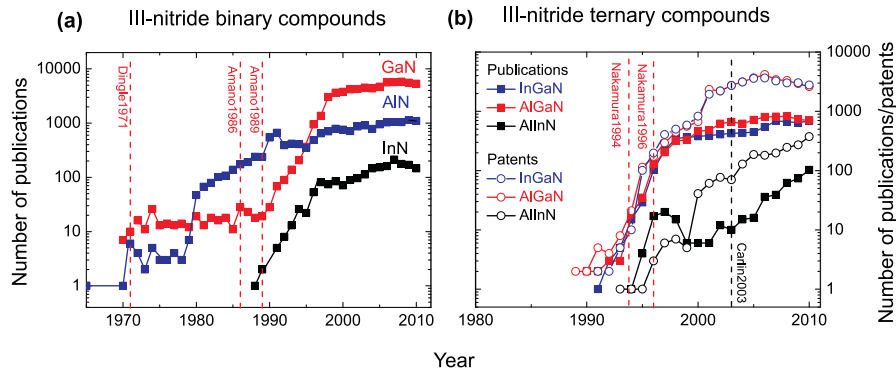 III-nitride binary compounds
(a)
Number of publications
10000
1000
100
10
1
1970
1980
1990
2000
2010
Dingle1971
Amano1986
Amano1989
GaN
AlN
InN
III-nitride ternary compounds
(b)
Publications
InGaN
AlGaN
AlInN
Patents
InGaN
AlGaN
AlInN
Nakamura1994
Nakamura1996
Carlin2003
10000
1000
100
10
1
Number of publications/patents
1980
1990
2000
2010
Year